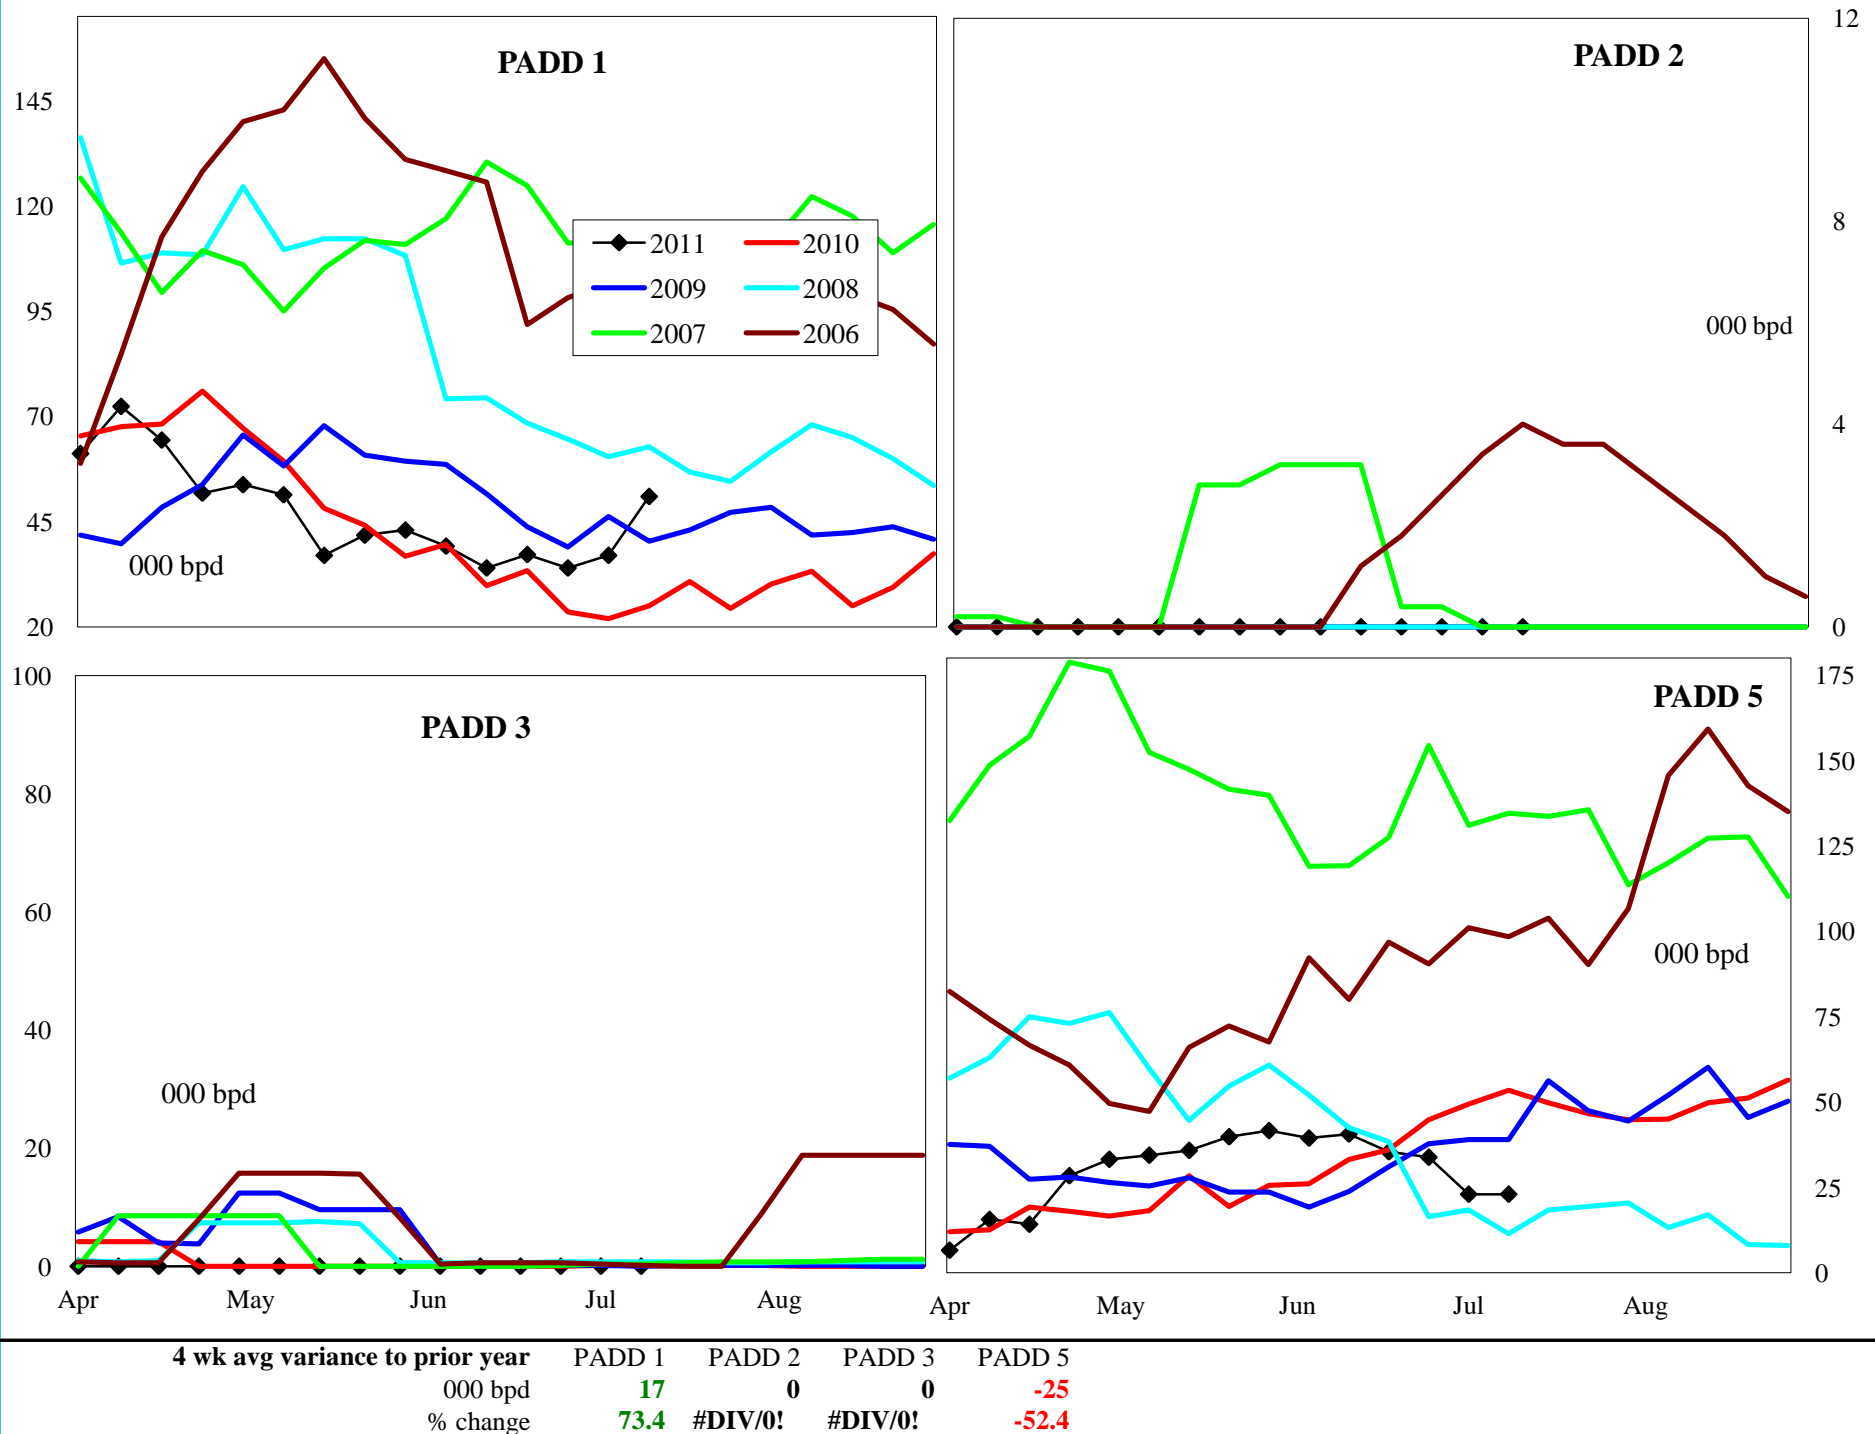 PADD 1
145
120
95
70
45
20
000 bpd
2011 2010
2009 2008
2007 2006
PADD 2
12
8
4
0
000 bpd
PADD 3
100
80
60
40
20
0
000 bpd
Apr May Jun Jul Aug
PADD 5
175
150
125
100
75
50
25
0
000 bpd
Apr May Jun Jul Aug
4 wk avg variance to prior year PADD 1 PADD 2 PADD 3 PADD 5
000 bpd 17 0 0 -25
% change 73.4 #DIV/0! #DIV/0! -52.4